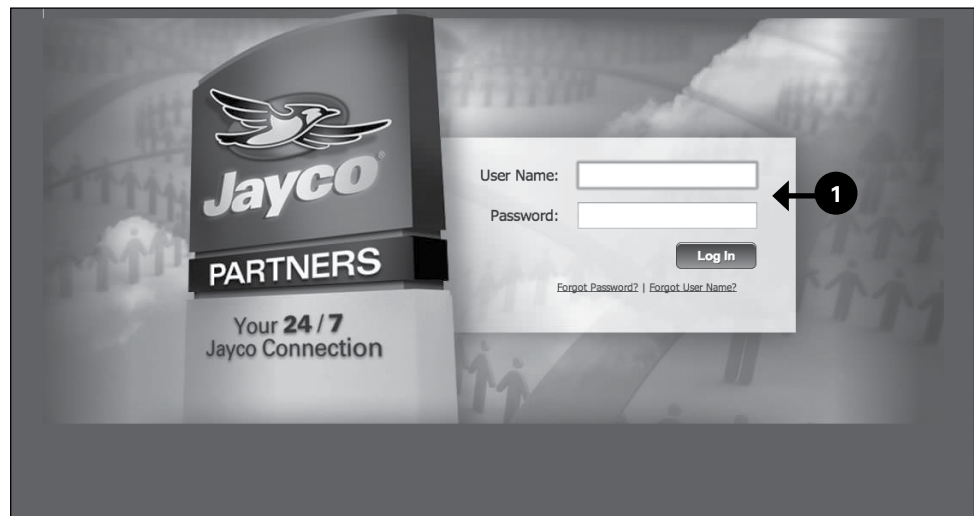 Jayco®
PARTNERS
Your 24 / 7
Jayco Connection
User Name:
Password:
Log In
Forgot Password? | Forgot User Name?
1